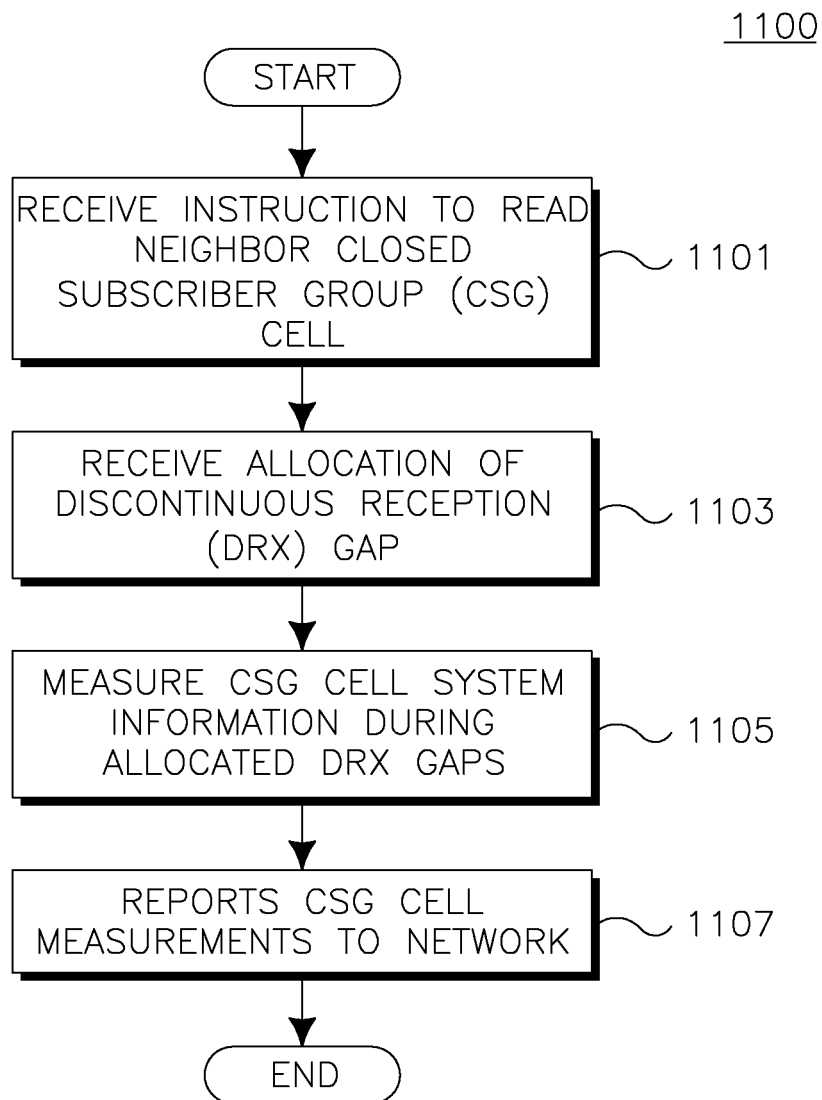 1100
START
RECEIVE INSTRUCTION TO READ
NEIGHBOR CLOSED
SUBSCRIBER GROUP (CSG)
CELL
1101
RECEIVE ALLOCATION OF
DISCONTINUOUS RECEPTION
(DRX) GAP
1103
MEASURE CSG CELL SYSTEM
INFORMATION DURING
ALLOCATED DRX GAPS
1105
REPORTS CSG CELL
MEASUREMENTS TO NETWORK
1107
END